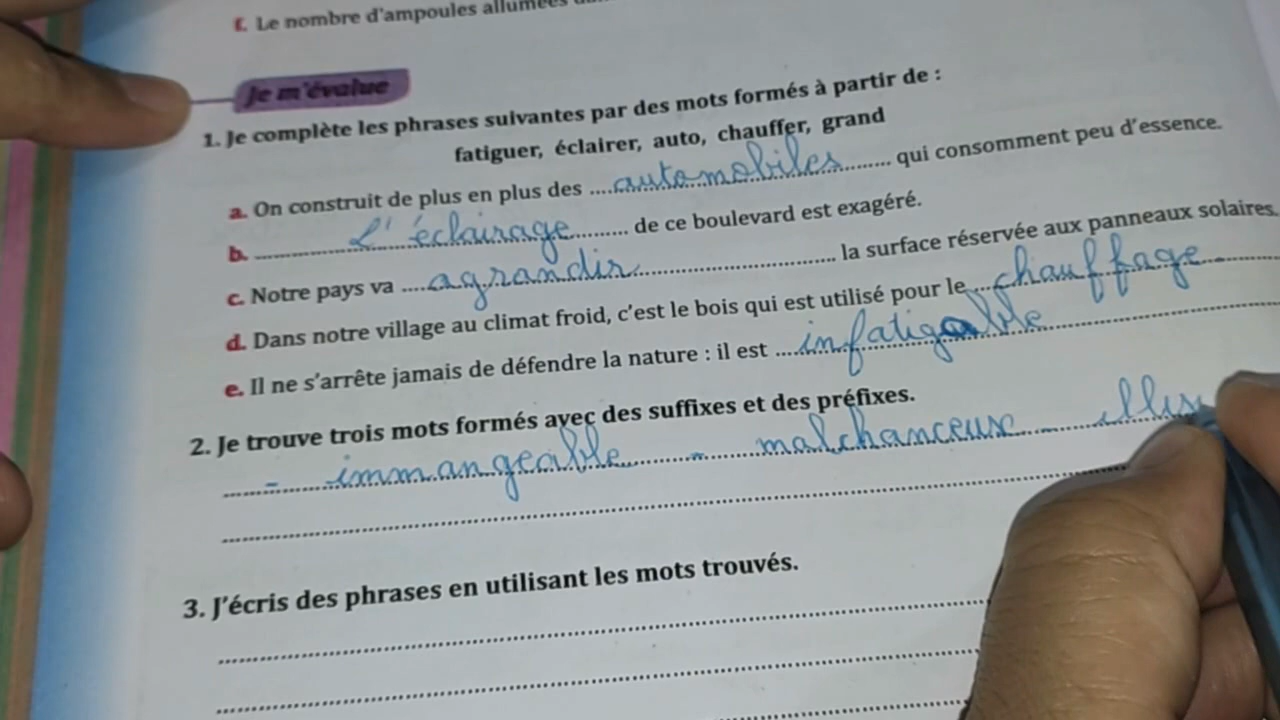 f. Le nombre d'ampoules allumées
Je m'évalue
1. Je complète les phrases suivantes par des mots formés à partir de :
fatiguer, éclairer, auto, chauffer, grand
a. On construit de plus en plus des ....automobiles........ qui consomment peu d'essence.
b. ....L'éclairage........ de ce boulevard est exagéré.
c. Notre pays va ....agrandir........ la surface réservée aux panneaux solaires.
d. Dans notre village au climat froid, c'est le bois qui est utilisé pour le ...chauffage........
e. Il ne s'arrête jamais de défendre la nature : il est ....infatigable........
2. Je trouve trois mots formés avec des suffixes et des préfixes.
- immangeable - malchanceux - illis
3. J'écris des phrases en utilisant les mots trouvés.